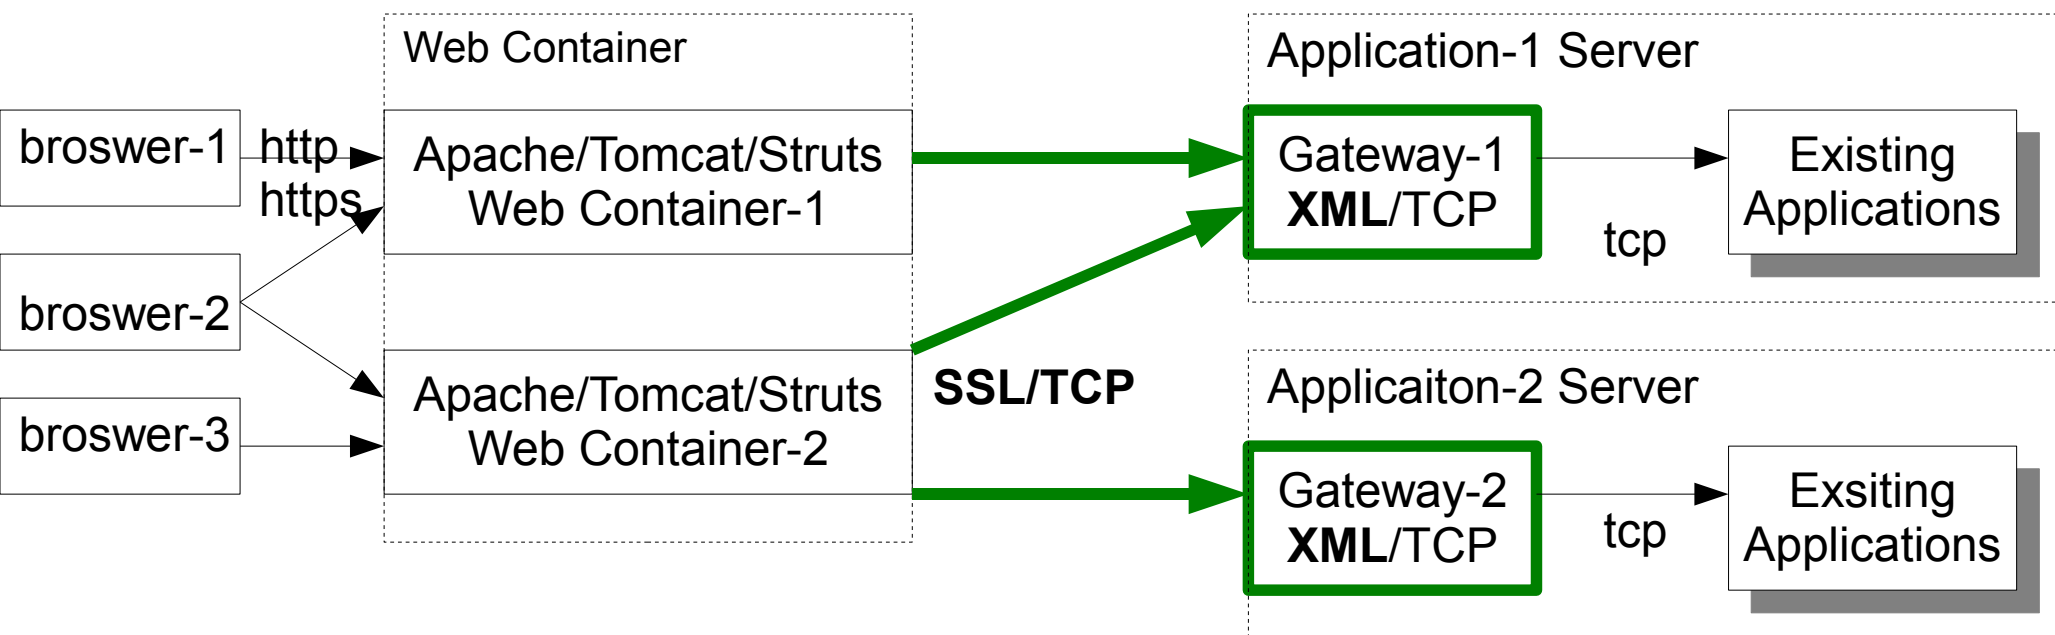 Web Container
Application-1 Server
broswer-1
http
https
Apache/Tomcat/Struts
Web Container-1
Gateway-1
XML/TCP
tcp
Existing
Applications
broswer-2
broswer-3
Apache/Tomcat/Struts
Web Container-2
SSL/TCP
Applicaiton-2 Server
Gateway-2
XML/TCP
tcp
Exsiting
Applications